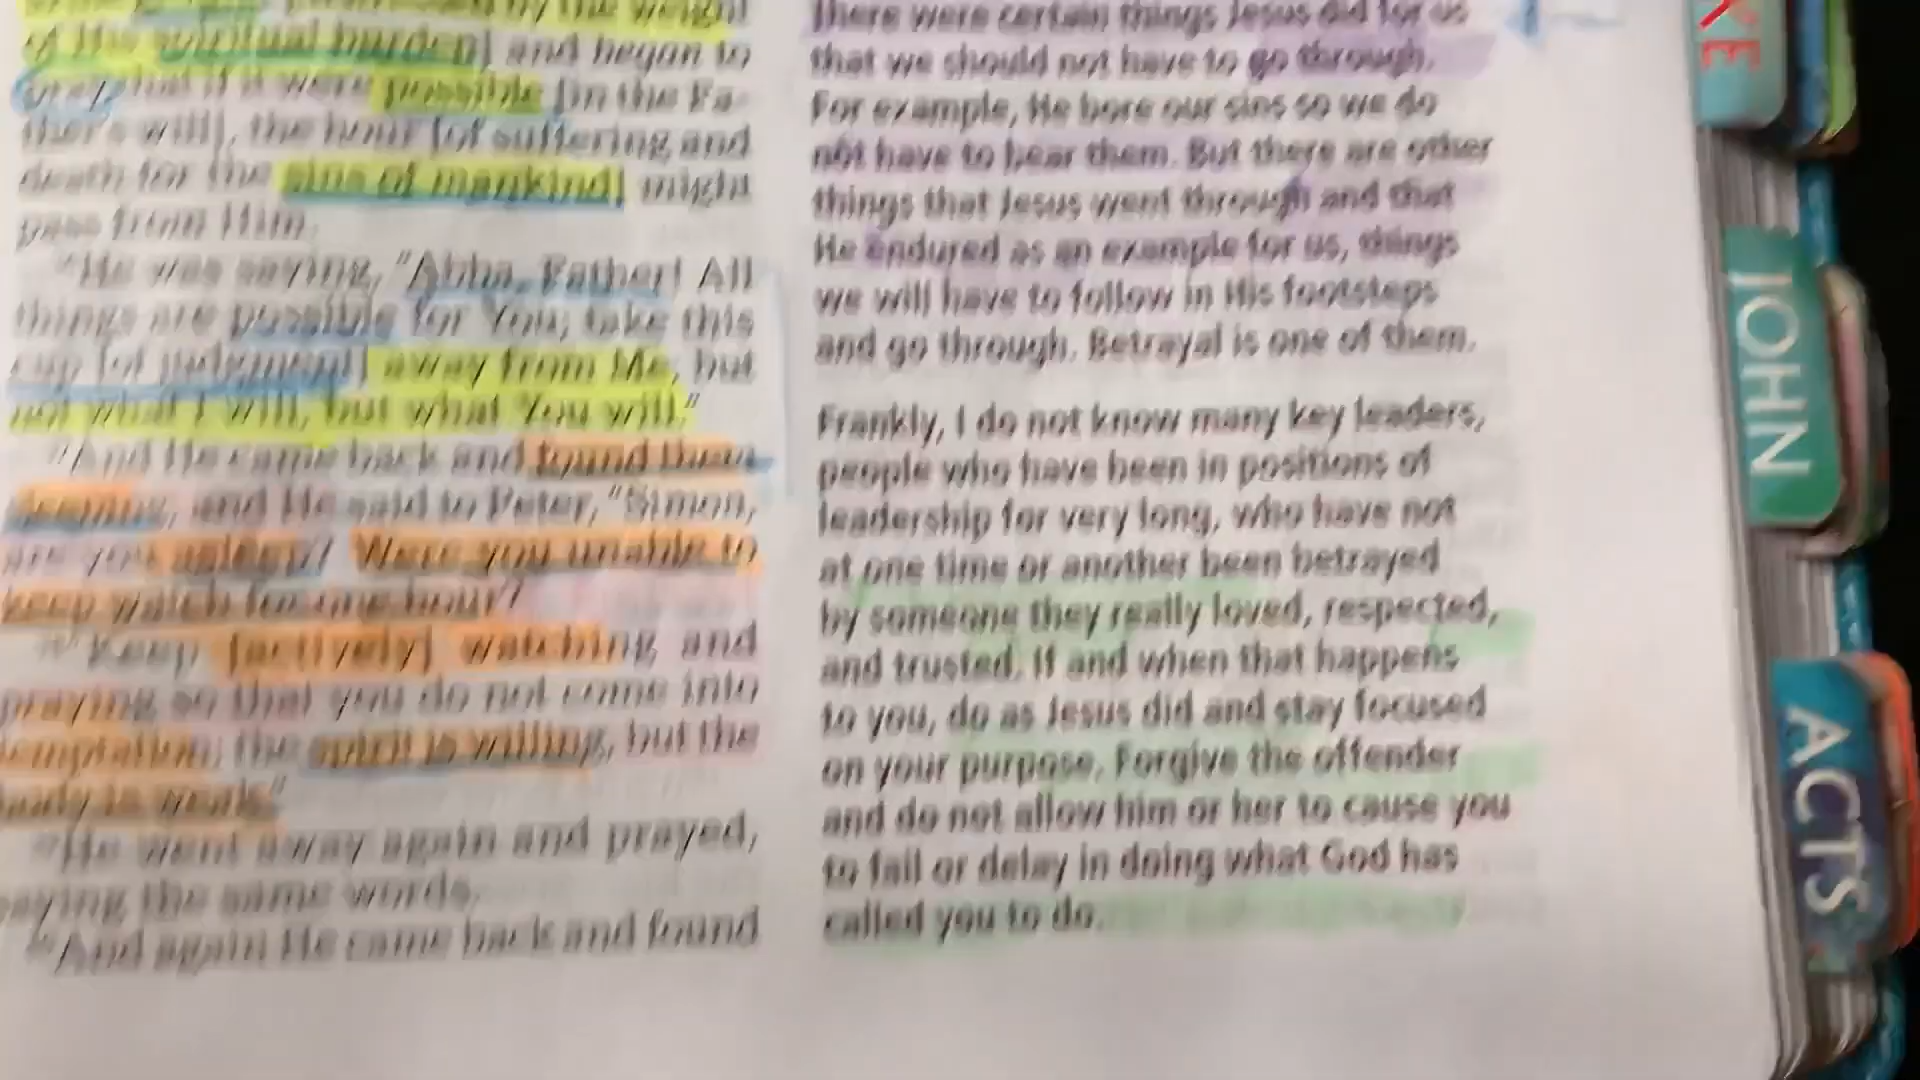 of His spiritual burden] and began to
pray that if it were possible [in the Fa-
ther's will], the hour [of suffering and
death for the sins of mankind] might
pass from Him.
He was saying, "Abba, Father! All
things are possible for You; take this
cup [of judgment] away from Me; but
not what I will, but what You will."
And He came back and found them
sleeping, and He said to Peter, "Simon,
are you asleep? Were you unable to
keep watch for one hour?
Keep [actively] watching and
praying so that you do not come into
temptation; the spirit is willing, but the
body is weak."
He went away again and prayed,
saying the same words.
And again He came back and found
There were certain things Jesus did for us
that we should not have to go through.
For example, He bore our sins so we do
not have to bear them. But there are other
things that Jesus went through and that
He endured as an example for us, things
we will have to follow in His footsteps
and go through. Betrayal is one of them.
Frankly, I do not know many key leaders,
people who have been in positions of
leadership for very long, who have not
at one time or another been betrayed
by someone they really loved, respected,
and trusted. If and when that happens
to you, do as Jesus did and stay focused
on your purpose. Forgive the offender
and do not allow him or her to cause you
to fail or delay in doing what God has
called you to do.
KE
JOHN
ACTS